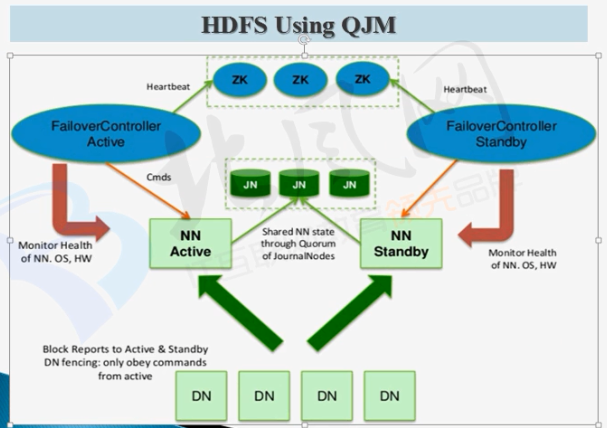 HDFS Using QJM
ZK
ZK
ZK
Heartbeat
Heartbeat
FailoverController
Active
FailoverController
Standby
Cmds
JN
JN
JN
Monitor Health
of NN. OS, HW
NN
Active
Shared NN state
through Quorum
of JournalNodes
NN
Standby
Monitor Health
of NN. OS, HW
Block Reports to Active & Standby
DN fencing: only obey commands
from active
DN
DN
DN
DN